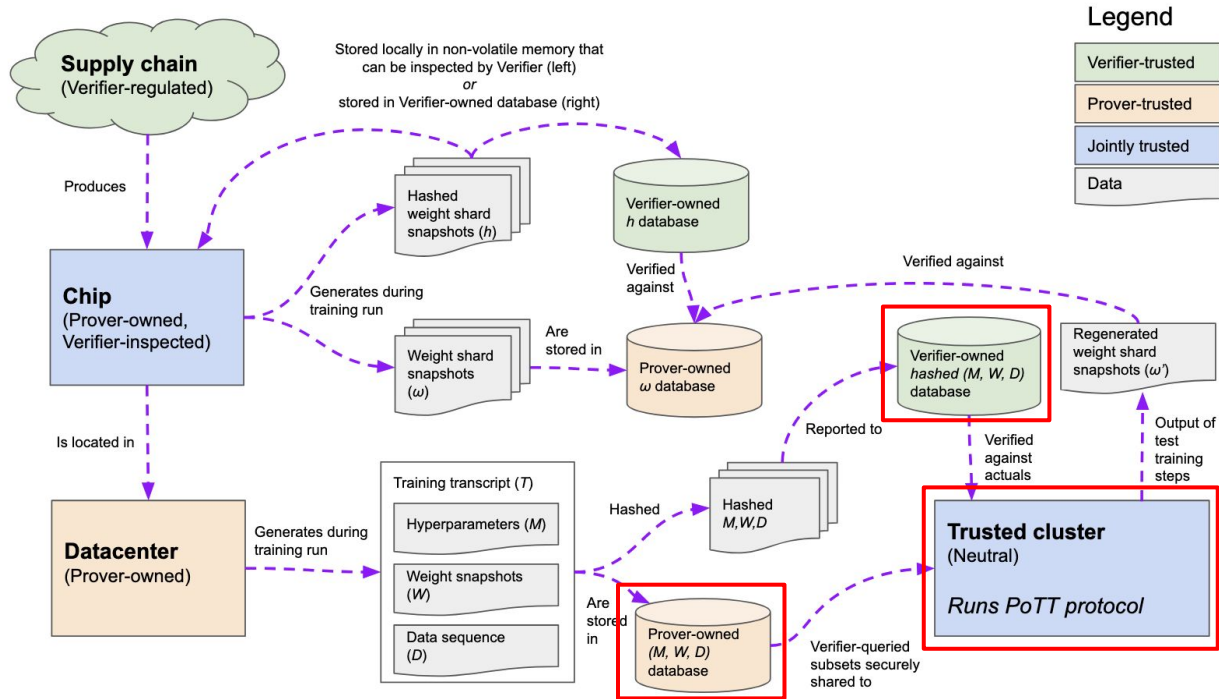 Supply chain
(Verifier-regulated)
Stored locally in non-volatile memory that
can be inspected by Verifier (left)
or
stored in Verifier-owned database (right)
Legend
Verifier-trusted
Prover-trusted
Jointly trusted
Data
Produces
Hashed
weight shard
snapshots (h)
Verifier-owned
h database
Chip
(Prover-owned,
Verifier-inspected)
Generates during
training run
Verified
against
Verified against
Weight shard
snapshots
(ω)
Are
stored in
Prover-owned
ω database
Verifier-owned
hashed (M, W, D)
database
Regenerated
weight shard
snapshots (ω’)
Is located in
Reported to
Verified
against
actuals
Output of
test
training
steps
Training transcript (T)
Hyperparameters (M)
Weight snapshots
(W)
Data sequence
(D)
Hashed
Hashed
M,W,D
Datacenter
(Prover-owned)
Generates during
training run
Are
stored
in
Prover-owned
(M, W, D)
database
Verifier-queried
subsets securely
shared to
Trusted cluster
(Neutral)
Runs PoTT protocol